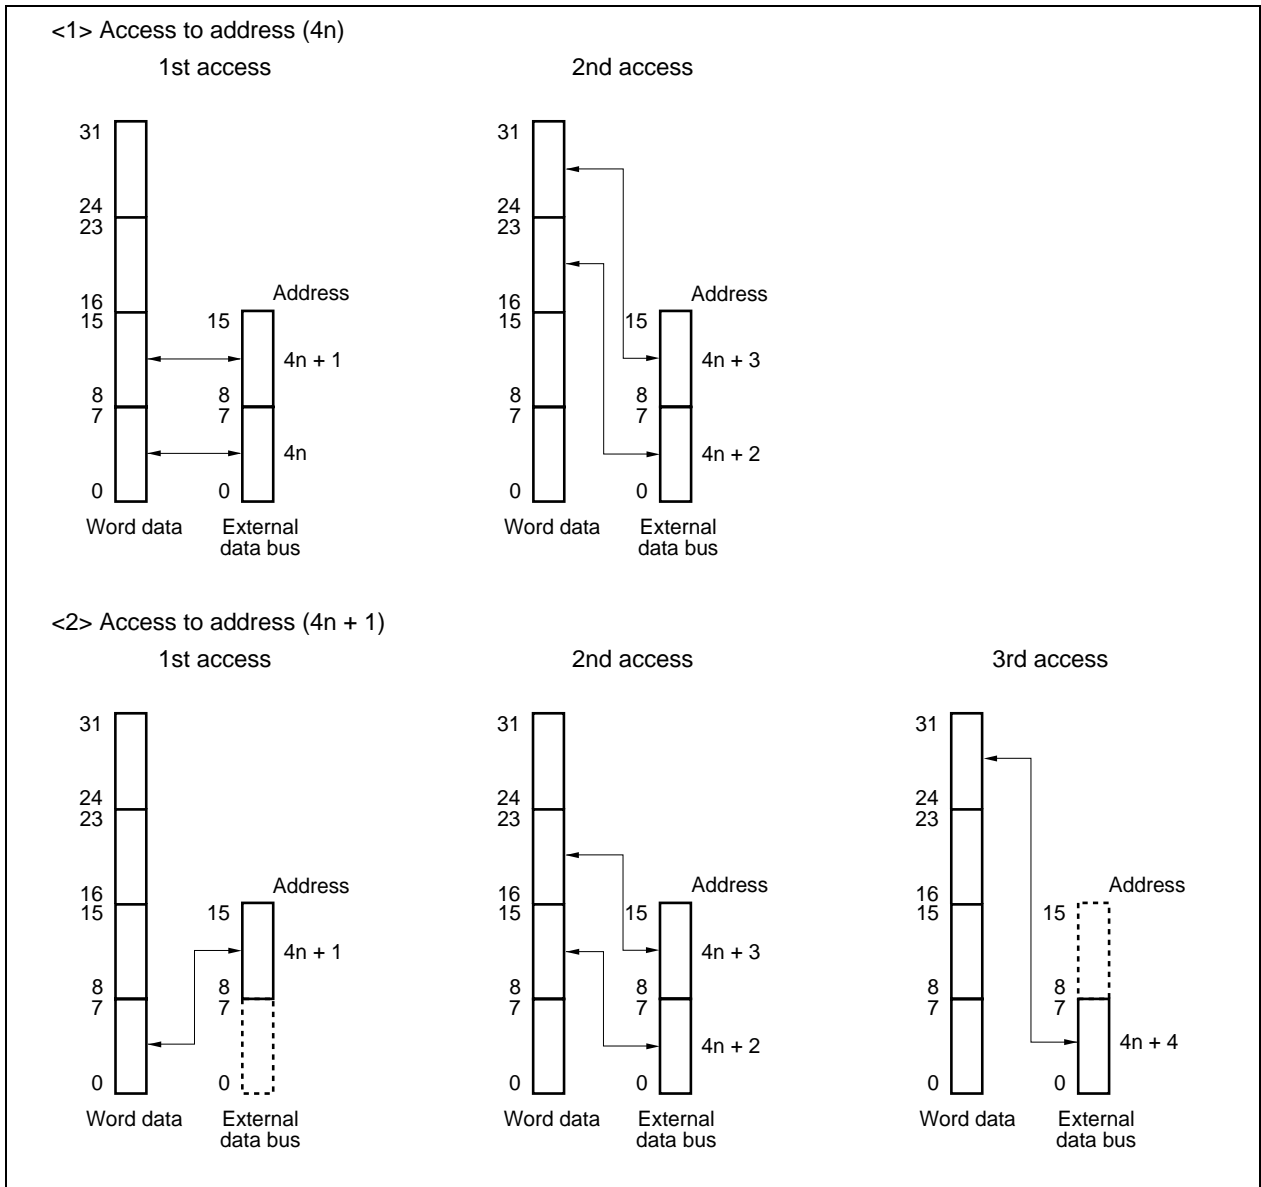 <1> Access to address (4n)
1st access
2nd access
31
24
23
16
15
8
7
0
Address
15
4n + 1
8
7
4n
0
Word data
External
data bus
31
24
23
16
15
8
7
0
Address
15
4n + 3
8
7
4n + 2
0
Word data
External
data bus
<2> Access to address (4n + 1)
1st access
2nd access
3rd access
31
24
23
16
15
8
7
0
Address
15
4n + 1
8
7
0
Word data
External
data bus
31
24
23
16
15
8
7
0
Address
15
4n + 3
8
7
4n + 2
0
Word data
External
data bus
31
24
23
16
15
8
7
0
Address
15
8
7
4n + 4
0
Word data
External
data bus